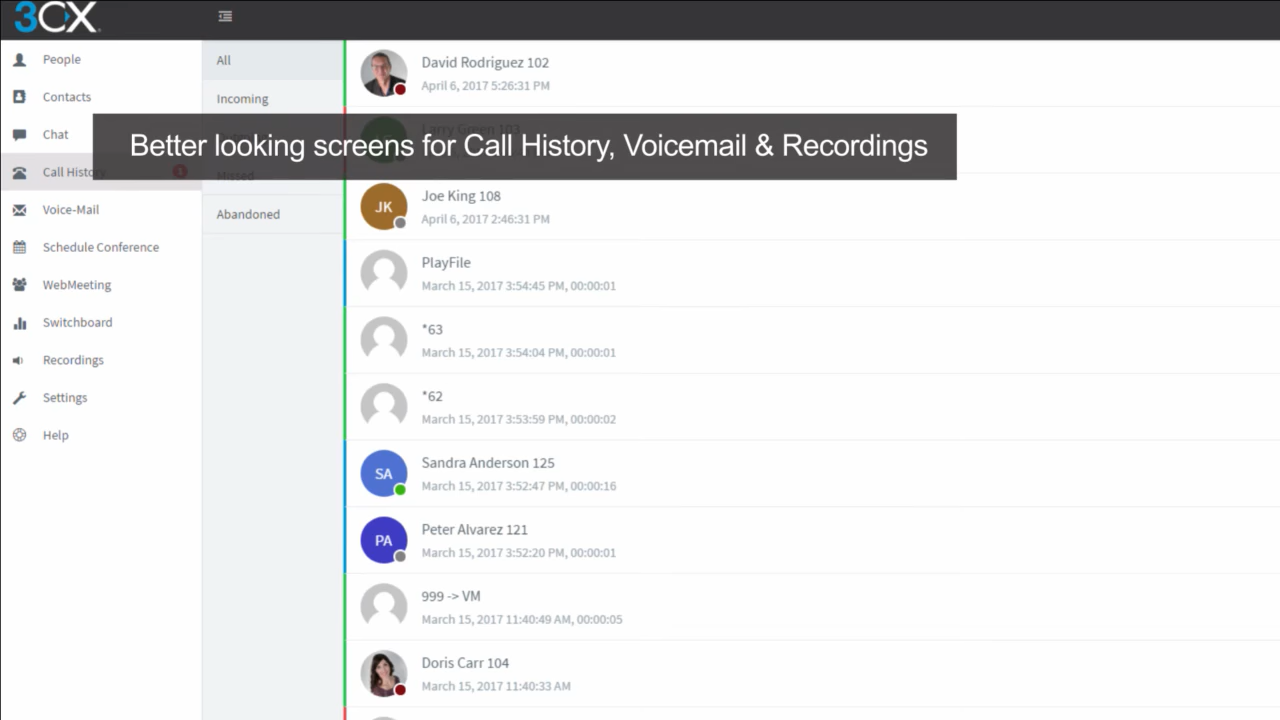 3CX
People
Contacts
Chat
Call History
Voice-Mail
Schedule Conference
WebMeeting
Switchboard
Recordings
Settings
Help
All
Incoming
Missed
Abandoned
Better looking screens for Call History, Voicemail & Recordings
David Rodriguez 102
April 6, 2017 5:26:31 PM
Larry Green 103
JK
Joe King 108
April 6, 2017 2:46:31 PM
PlayFile
March 15, 2017 3:54:45 PM, 00:00:01
*63
March 15, 2017 3:54:04 PM, 00:00:01
*62
March 15, 2017 3:53:59 PM, 00:00:02
SA
Sandra Anderson 125
March 15, 2017 3:52:47 PM, 00:00:16
PA
Peter Alvarez 121
March 15, 2017 3:52:20 PM, 00:00:01
999 -> VM
March 15, 2017 11:40:49 AM, 00:00:05
Doris Carr 104
March 15, 2017 11:40:33 AM